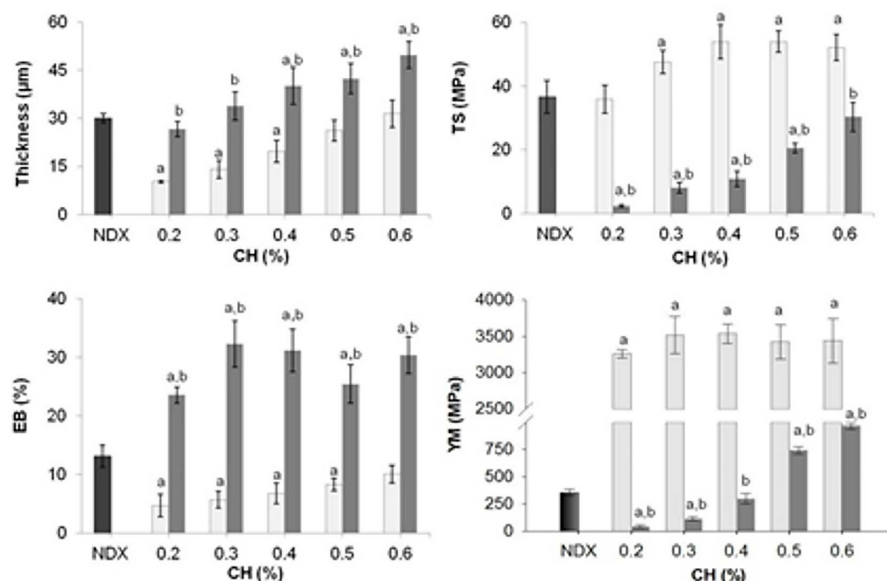 60
45
30
15
0
Thickness (µm)
a b a b a a,b a,b a,b
NDX 0.2 0.3 0.4 0.5 0.6
CH (%)
60
40
20
0
TS (MPa)
a,b a a,b a a,b a a,b a b
NDX 0.2 0.3 0.4 0.5 0.6
CH (%)
40
30
20
10
0
EB (%)
a a,b a a,b a a,b a a,b a,b
NDX 0.2 0.3 0.4 0.5 0.6
CH (%)
4000
3500
3000
2500
750
500
250
0
YM (MPa)
a a,b a a,b a b a a,b a a,b
NDX 0.2 0.3 0.4 0.5 0.6
CH (%)